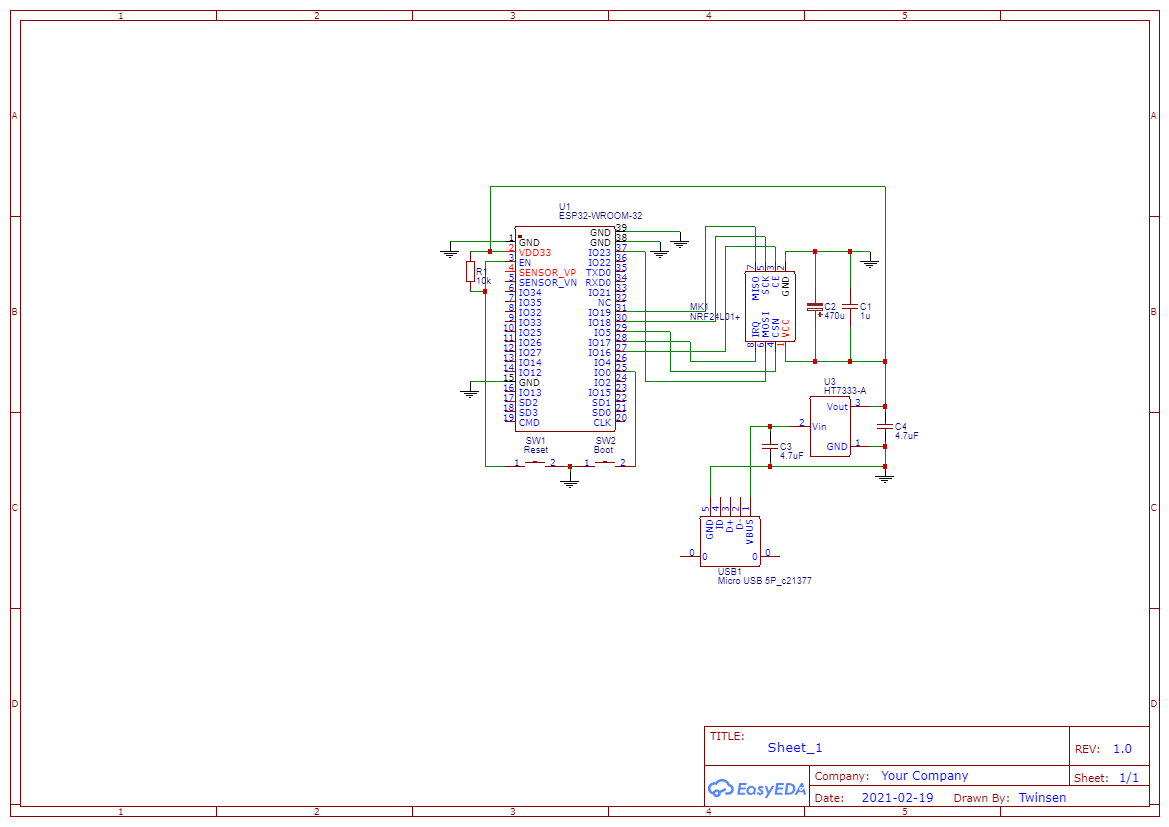 1 2 3 4 5
A A
B B
C C
D D
U1
ESP32-WROOM-32
1 GND
2 VDD33
3 EN
4 SENSOR_VP
5 SENSOR_VN
6 IO34
7 IO35
8 IO32
9 IO33
10 IO25
11 IO26
12 IO27
13 IO14
14 IO12
15 GND
16 IO13
17 SD2
18 SD3
19 CMD
GND 39
GND 38
IO23 37
IO22 36
TXD0 35
RXD0 34
IO21 33
NC 32
IO19 31
IO18 30
IO5 29
IO17 28
IO16 27
IO4 26
IO0 25
IO2 24
IO15 23
SD1 22
SD0 21
CLK 20
R1
10k
SW1
Reset
1 2
SW2
Boot
1 2
MK1
NRF24L01+
7 5 3 2
MISO SCK CE GND
IRQ MOSI CSN VCC
8 6 4 1
C2
470u
+
C1
1u
U3
HT7333-A
Vout 3
2 Vin
GND 1
C4
4.7uF
C3
4.7uF
5 4 3 2 1
GND ID D+ D- VBUS
0 0 0 0
USB1
Micro USB 5P_c21377
TITLE:
Sheet_1
REV: 1.0
EasyEDA
Company: Your Company
Sheet: 1/1
Date: 2021-02-19 Drawn By: Twinsen
1 2 3 4 5